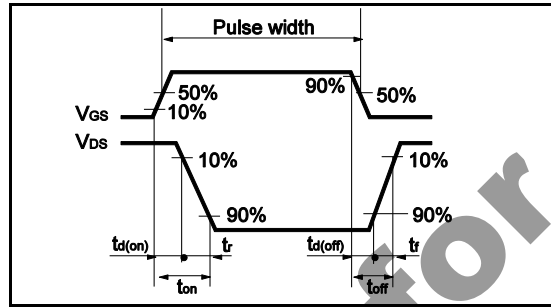 Pulse width
90%
50%
50%
10%
VGS
VDS
10%
10%
90%
90%
td(on)
tr
td(off)
tf
ton
toff
for